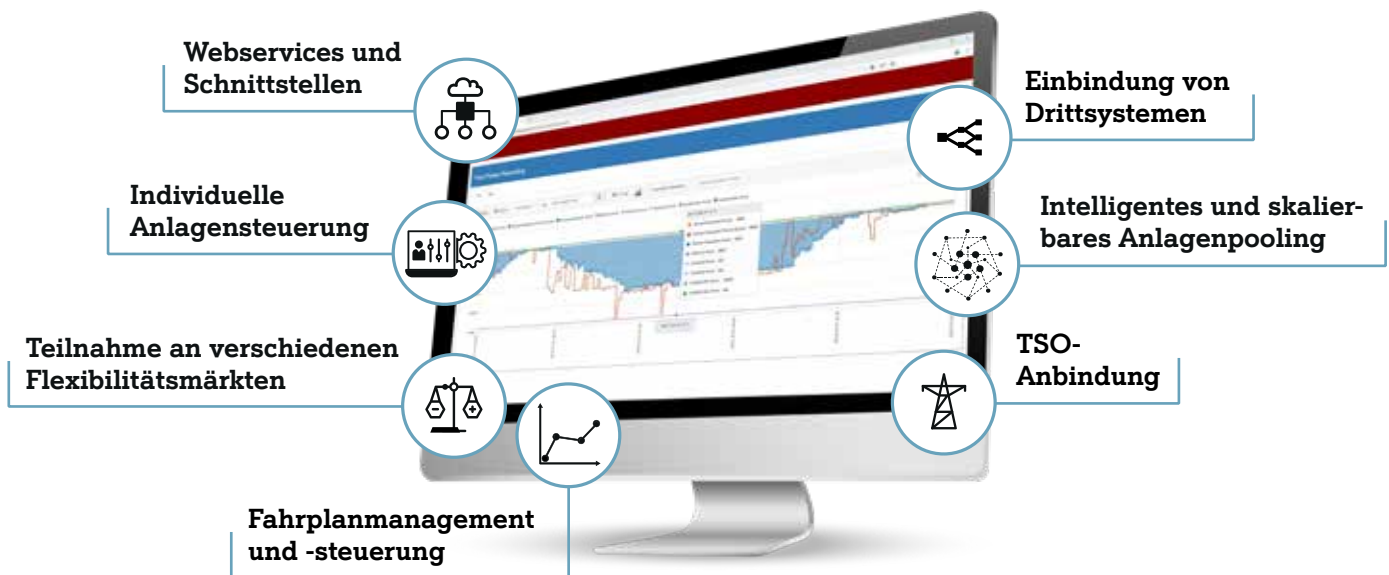 Webservices und
Schnittstellen
Einbindung von
Drittsystemen
Individuelle
Anlagensteuerung
Intelligentes und skalier-
bares Anlagenpooling
Teilnahme an verschiedenen
Flexibilitätsmärkten
TSO-
Anbindung
Fahrplanmanagement
und -steuerung